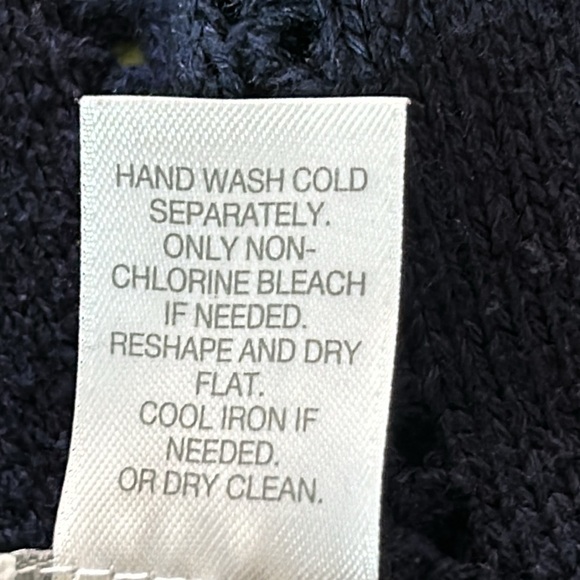 HAND WASH COLD
SEPARATELY.
ONLY NON-
CHLORINE BLEACH
IF NEEDED.
RESHAPE AND DRY
FLAT.
COOL IRON IF
NEEDED.
OR DRY CLEAN.